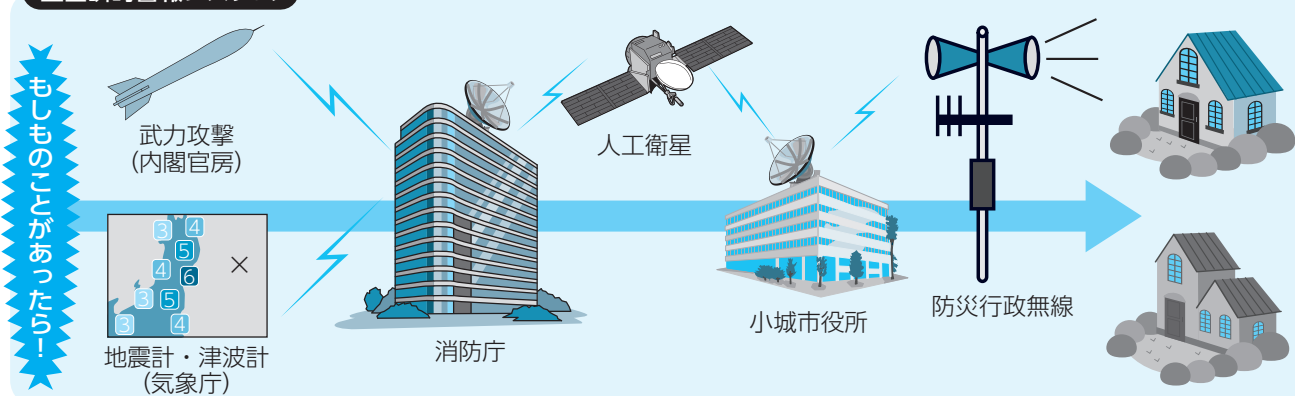 もしものことがあったら！
武力攻撃
(内閣官房)
3
4
5
4
6
3
5
3
4
×
地震計・津波計
(気象庁)
消防庁
人工衛星
小城市役所
防災行政無線